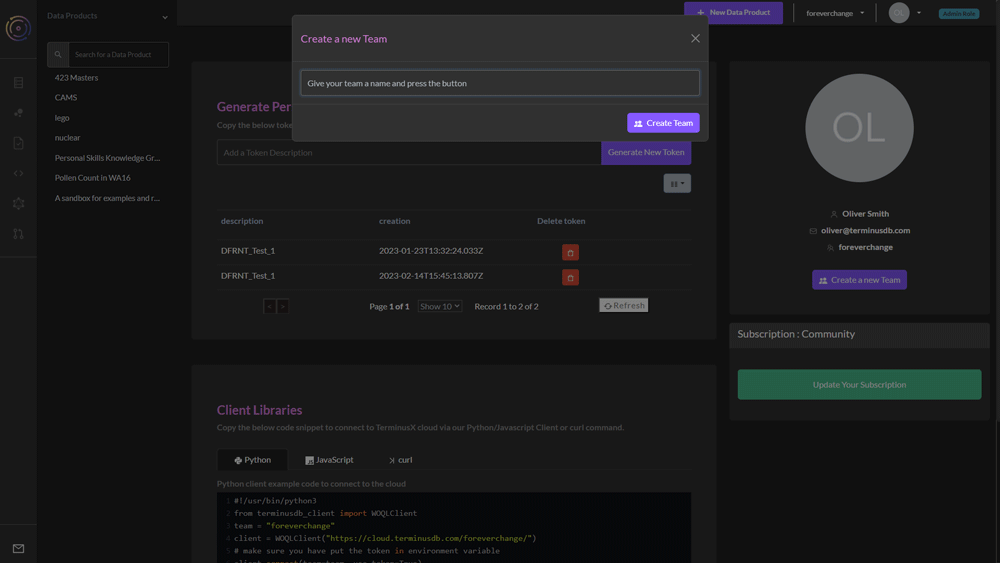 Data Products
Search for a Data Product
423 Masters
CAMS
lego
nuclear
Personal Skills Knowledge Gr...
Pollen Count in WA16
A sandbox for examples and r...
New Data Product
foreverchange
OL
Admin Role
Create a new Team
Give your team a name and press the button
Create Team
Generate Per
Copy the below toke
Add a Token Description
Generate New Token
description creation Delete token
DFRNT_Test_1 2023-01-23T13:32:24.033Z
DFRNT_Test_1 2023-02-14T15:45:13.807Z
< > Page 1 of 1 Show 10 Record 1 to 2 of 2 Refresh
Client Libraries
Copy the below code snippet to connect to TerminusX cloud via our Python/Javascript Client or curl command.
Python JavaScript curl
Python client example code to connect to the cloud
1 #!/usr/bin/python3
2 from terminusdb_client import WOQLClient
3 team = "foreverchange"
4 client = WOQLClient("https://cloud.terminusdb.com/foreverchange/")
5 # make sure you have put the token in environment variable
OL
Oliver Smith
oliver@terminusdb.com
foreverchange
Create a new Team
Subscription : Community
Update Your Subscription